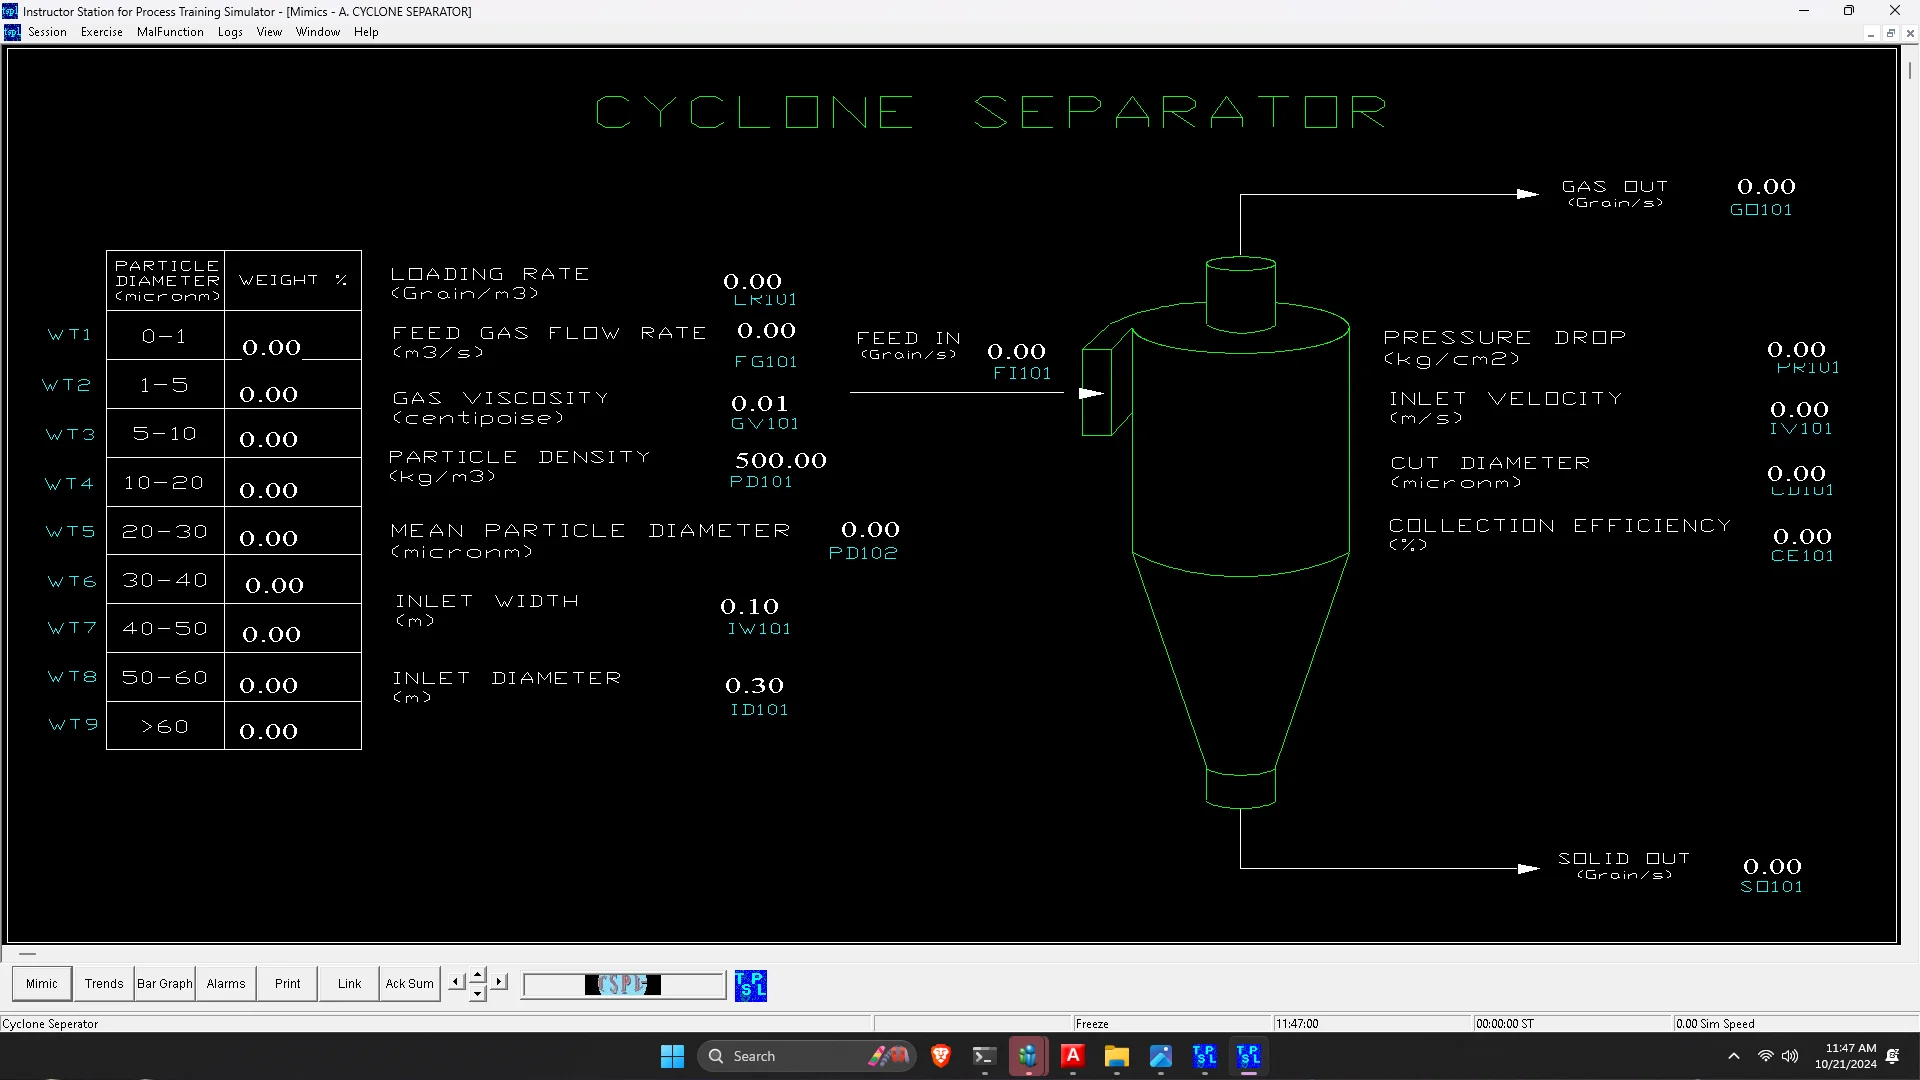 Instructor Station for Process Training Simulator - [Mimics - A. CYCLONE SEPARATOR]
Session Exercise MalFunction Logs View Window Help
CYCLONE SEPARATOR
GAS OUT 0.00
(Grain/s) GO101
PARTICLE DIAMETER (micronm) WEIGHT %
WT1 0-1 0.00
WT2 1-5 0.00
WT3 5-10 0.00
WT4 10-20 0.00
WT5 20-30 0.00
WT6 30-40 0.00
WT7 40-50 0.00
WT8 50-60 0.00
WT9 >60 0.00
LOADING RATE 0.00
(Grain/m3) LR101
FEED GAS FLOW RATE 0.00
(m3/s) FG101
GAS VISCOSITY 0.01
(centipoise) GV101
PARTICLE DENSITY 500.00
(kg/m3) PD101
MEAN PARTICLE DIAMETER 0.00
(micronm) PD102
INLET WIDTH 0.10
(m) IW101
INLET DIAMETER 0.30
(m) ID101
FEED IN 0.00
(Grain/s) FI101
PRESSURE DROP 0.00
(kg/cm2) PR101
INLET VELOCITY 0.00
(m/s) IV101
CUT DIAMETER 0.00
(micronm) CD101
COLLECTION EFFICIENCY 0.00
(%) CE101
SOLID OUT 0.00
(Grain/s) SO101
Mimic Trends Bar Graph Alarms Print Link Ack Sum TSPL TPSL
Cyclone Seperator Freeze 11:47:00 00:00:00 ST 0.00 Sim Speed
Search 11:47 AM
10/21/2024